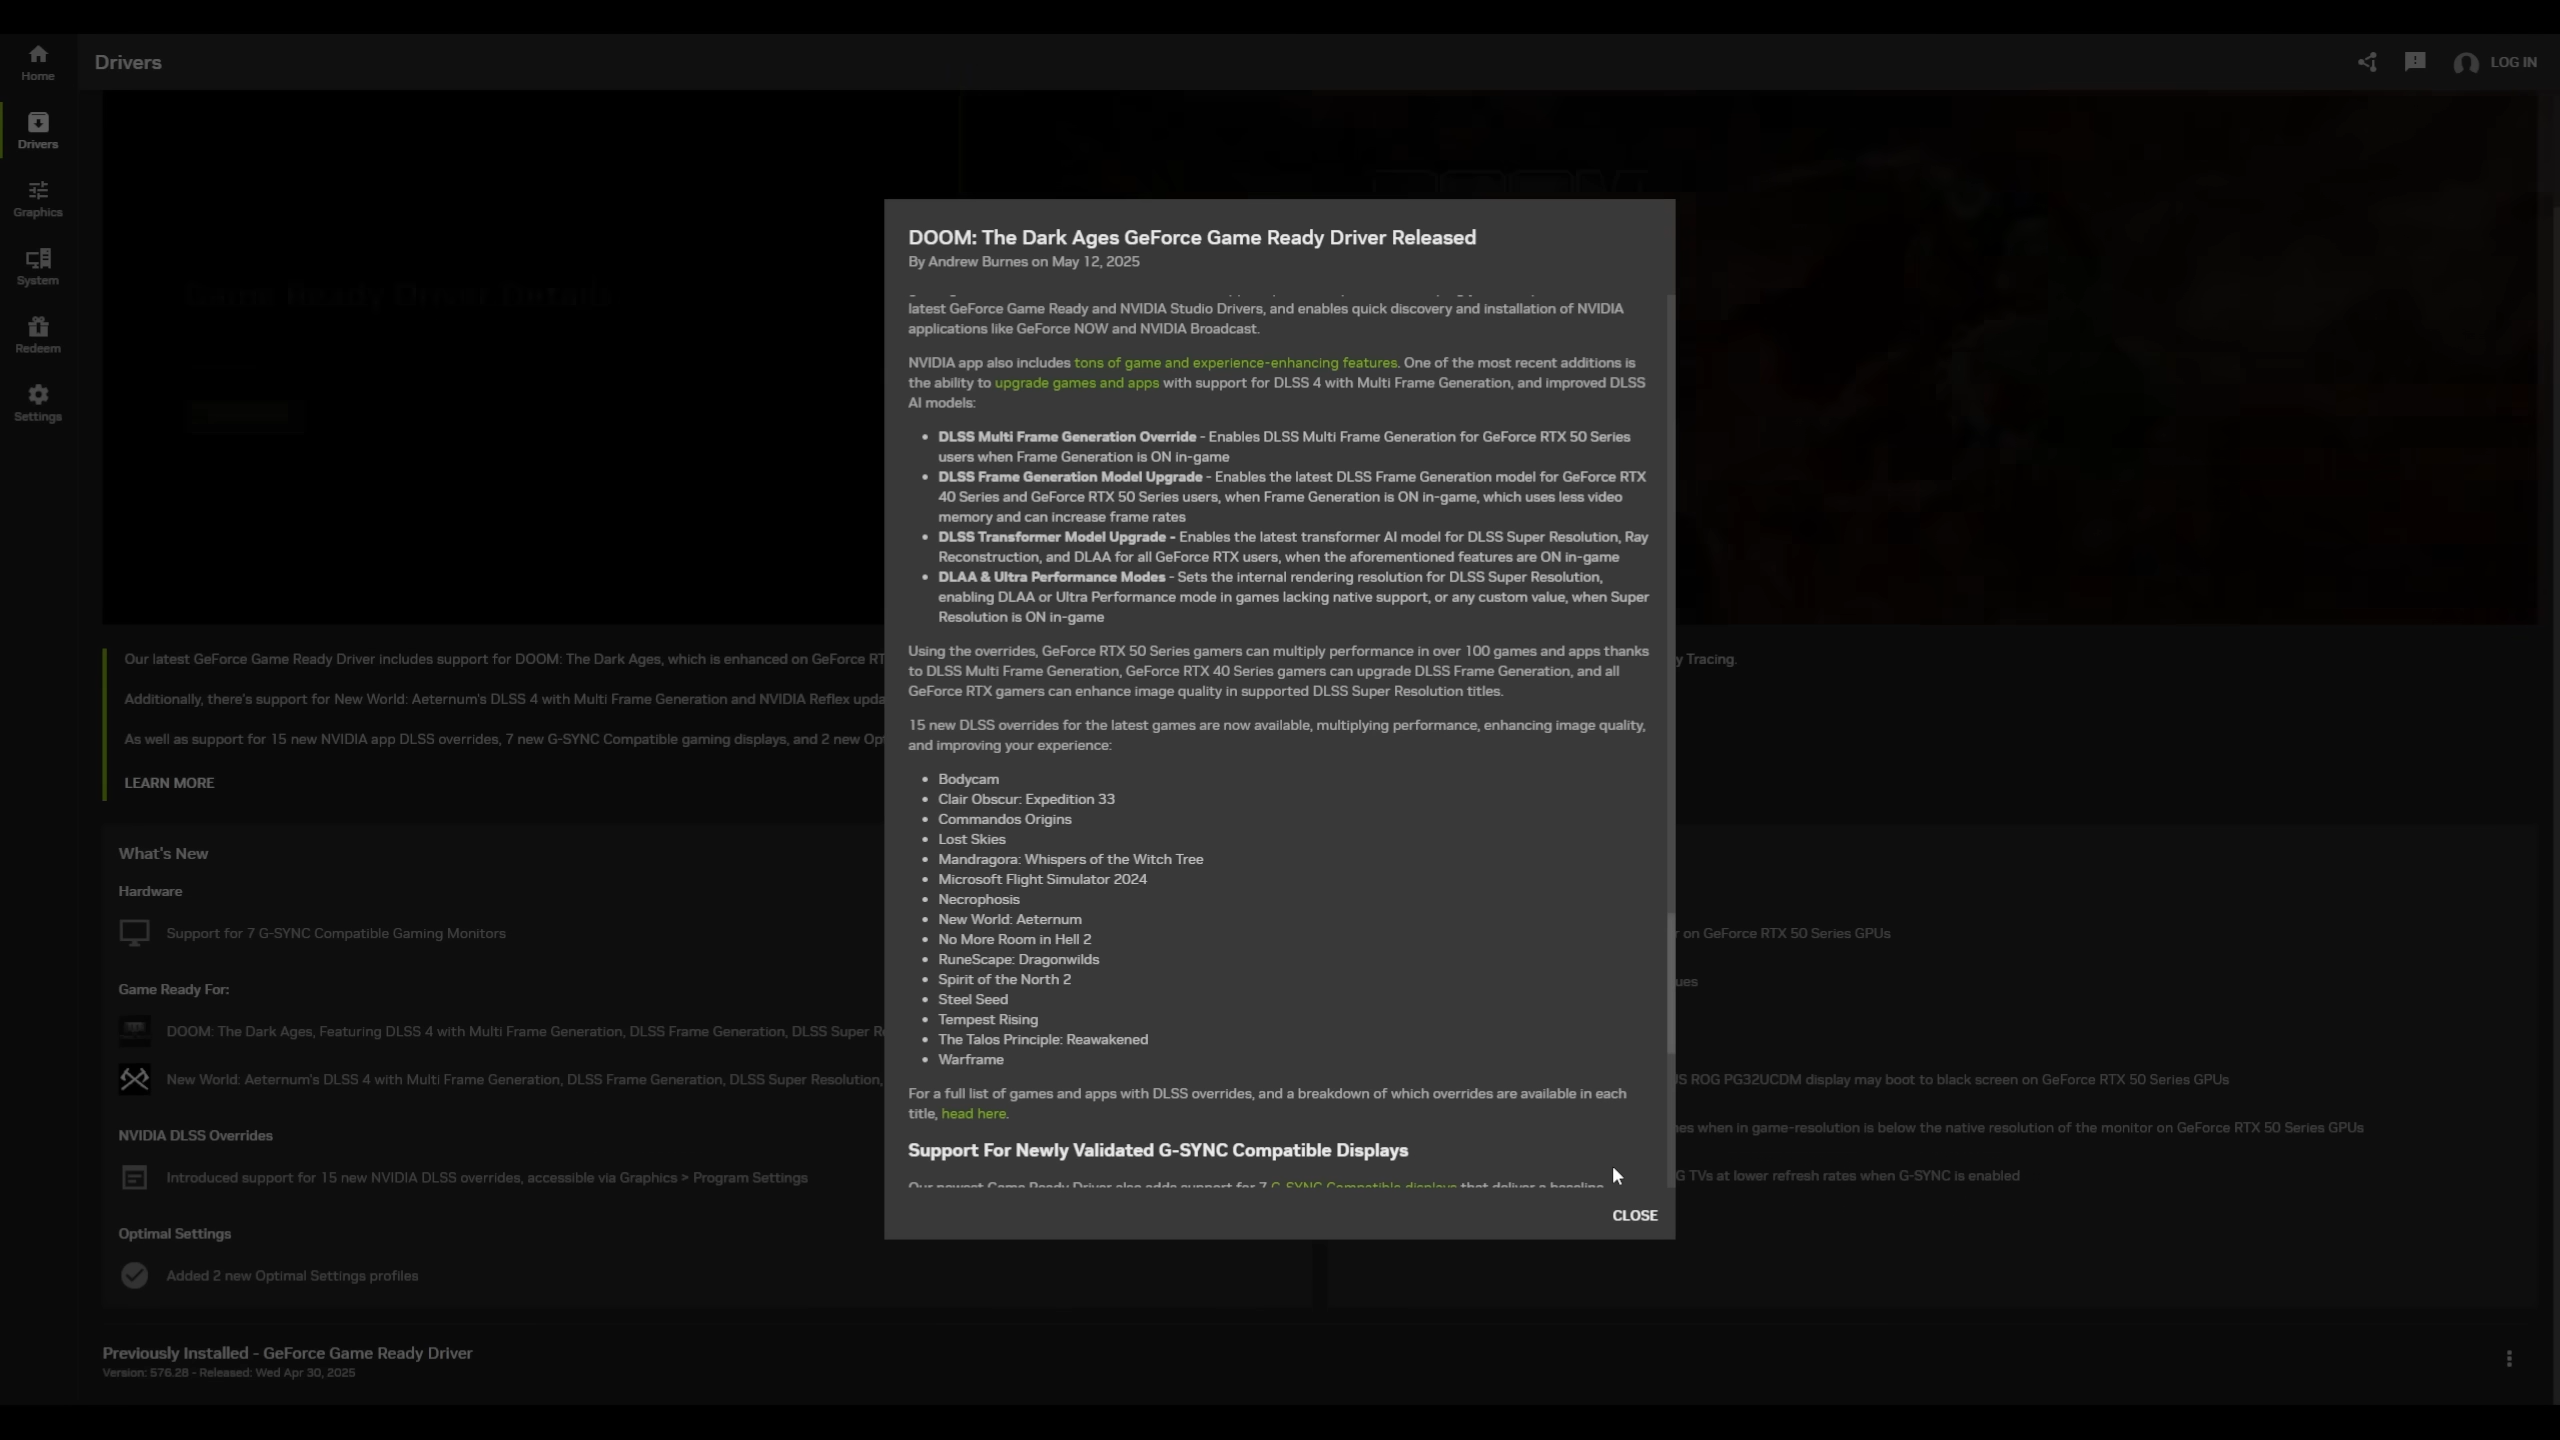 Home
Drivers
Graphics
System
Redeem
Settings
Drivers
LOG IN
Game Ready Driver Details
Our latest GeForce Game Ready Driver includes support for DOOM: The Dark Ages, which is enhanced on GeForce RT
y Tracing.
Additionally, there's support for New World: Aeternum's DLSS 4 with Multi Frame Generation and NVIDIA Reflex upda
As well as support for 15 new NVIDIA app DLSS overrides, 7 new G-SYNC Compatible gaming displays, and 2 new Op
LEARN MORE
What's New
Hardware
Support for 7 G-SYNC Compatible Gaming Monitors
Game Ready For:
DOOM: The Dark Ages, Featuring DLSS 4 with Multi Frame Generation, DLSS Frame Generation, DLSS Super R
New World: Aeternum's DLSS 4 with Multi Frame Generation, DLSS Frame Generation, DLSS Super Resolution,
NVIDIA DLSS Overrides
Introduced support for 15 new NVIDIA DLSS overrides, accessible via Graphics > Program Settings
Optimal Settings
Added 2 new Optimal Settings profiles
Previously Installed - GeForce Game Ready Driver
Version: 576.28 - Released: Wed Apr 30, 2025
DOOM: The Dark Ages GeForce Game Ready Driver Released
By Andrew Burnes on May 12, 2025
latest GeForce Game Ready and NVIDIA Studio Drivers, and enables quick discovery and installation of NVIDIA
applications like GeForce NOW and NVIDIA Broadcast.
NVIDIA app also includes tons of game and experience-enhancing features. One of the most recent additions is
the ability to upgrade games and apps with support for DLSS 4 with Multi Frame Generation, and improved DLSS
AI models:
• DLSS Multi Frame Generation Override - Enables DLSS Multi Frame Generation for GeForce RTX 50 Series
users when Frame Generation is ON in-game
• DLSS Frame Generation Model Upgrade - Enables the latest DLSS Frame Generation model for GeForce RTX
40 Series and GeForce RTX 50 Series users, when Frame Generation is ON in-game, which uses less video
memory and can increase frame rates
• DLSS Transformer Model Upgrade - Enables the latest transformer AI model for DLSS Super Resolution, Ray
Reconstruction, and DLAA for all GeForce RTX users, when the aforementioned features are ON in-game
• DLAA & Ultra Performance Modes - Sets the internal rendering resolution for DLSS Super Resolution,
enabling DLAA or Ultra Performance mode in games lacking native support, or any custom value, when Super
Resolution is ON in-game
Using the overrides, GeForce RTX 50 Series gamers can multiply performance in over 100 games and apps thanks
to DLSS Multi Frame Generation, GeForce RTX 40 Series gamers can upgrade DLSS Frame Generation, and all
GeForce RTX gamers can enhance image quality in supported DLSS Super Resolution titles.
15 new DLSS overrides for the latest games are now available, multiplying performance, enhancing image quality,
and improving your experience:
• Bodycam
• Clair Obscur: Expedition 33
• Commandos Origins
• Lost Skies
• Mandragora: Whispers of the Witch Tree
• Microsoft Flight Simulator 2024
• Necrophosis
• New World: Aeternum
• No More Room in Hell 2
• RuneScape: Dragonwilds
• Spirit of the North 2
• Steel Seed
• Tempest Rising
• The Talos Principle: Reawakened
• Warframe
For a full list of games and apps with DLSS overrides, and a breakdown of which overrides are available in each
title, head here.
Support For Newly Validated G-SYNC Compatible Displays
Our newest Game Ready Driver also adds support for 7 G-SYNC Compatible displays that deliver a baseline
CLOSE
r on GeForce RTX 50 Series GPUs
ues
S ROG PG32UCDM display may boot to black screen on GeForce RTX 50 Series GPUs
es when in game-resolution is below the native resolution of the monitor on GeForce RTX 50 Series GPUs
G TVs at lower refresh rates when G-SYNC is enabled